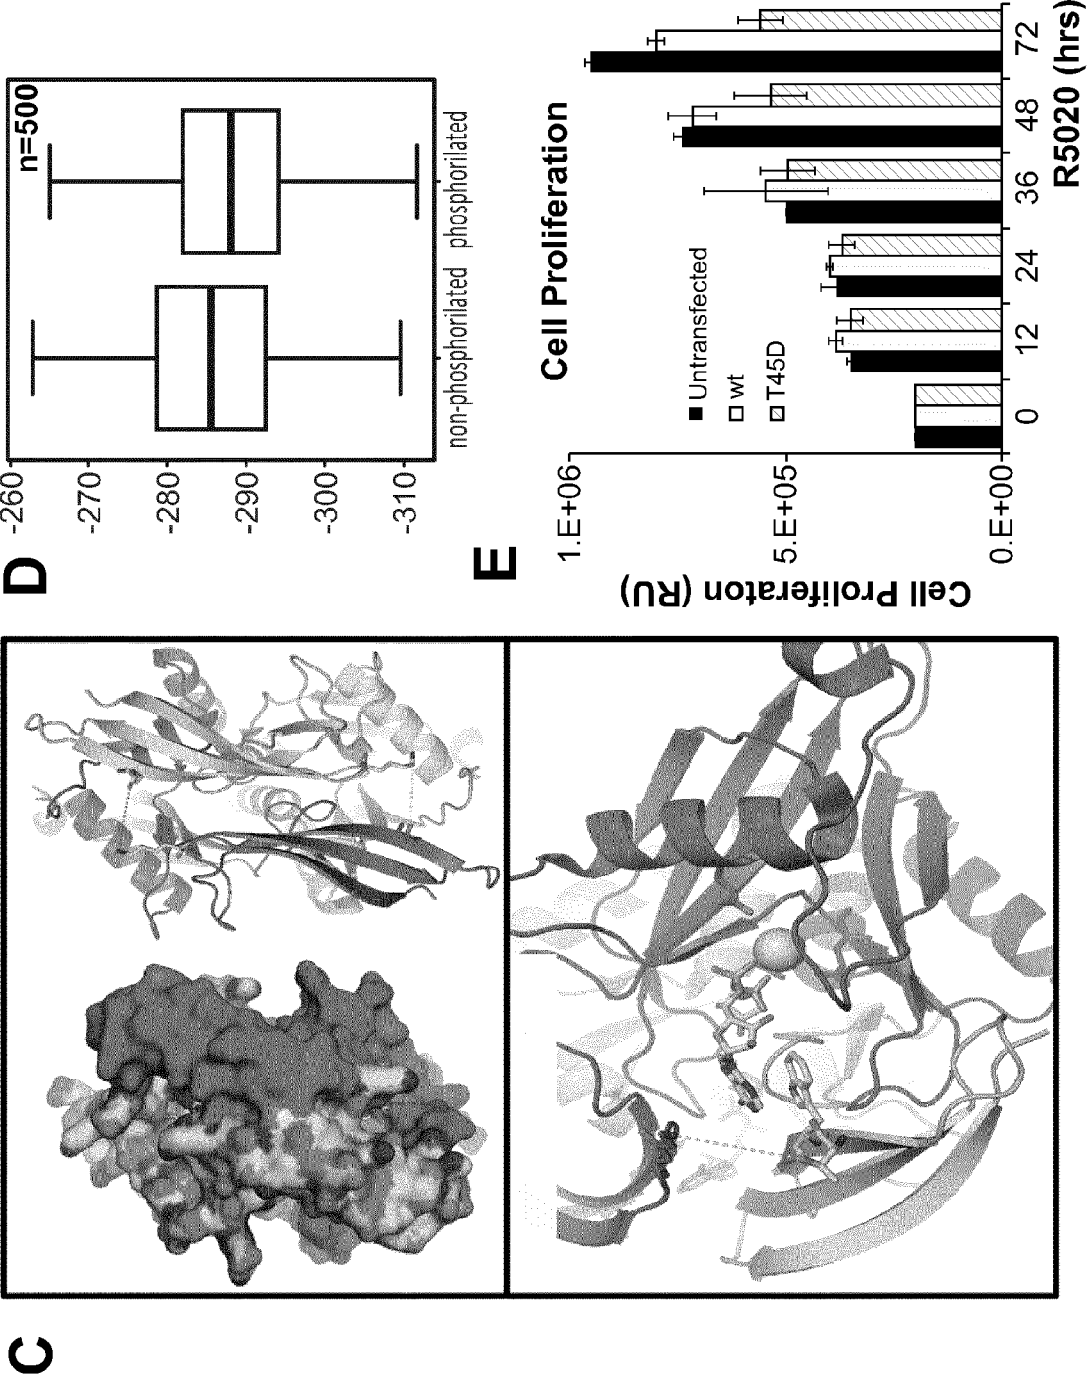 C
D
-260
-270
-280
-290
-300
-310
n=500
non-phosphorilated
phosphorilated
E
Cell Proliferation
Cell Proliferaton (RU)
1.E+06
5.E+05
0.E+00
Untransfected
wt
T45D
0
12
24
36
48
72
R5020 (hrs)